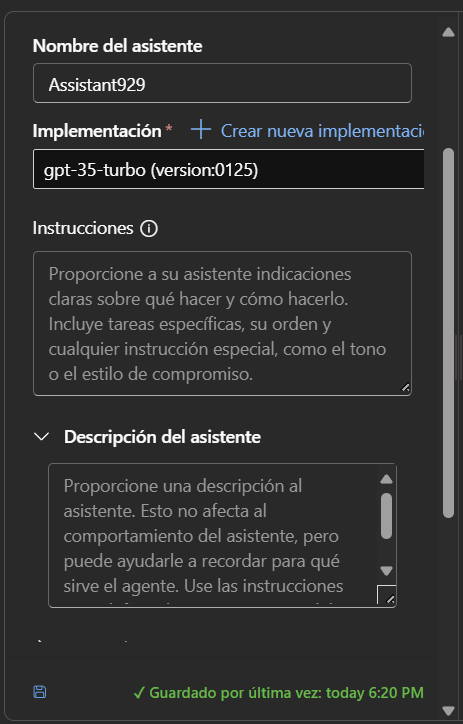 Nombre del asistente
Assistant929
Implementación * Crear nueva implementaci
gpt-35-turbo (version:0125)
Instrucciones
Proporcione a su asistente indicaciones
claras sobre qué hacer y cómo hacerlo.
Incluye tareas específicas, su orden y
cualquier instrucción especial, como el tono
o el estilo de compromiso.
Descripción del asistente
Proporcione una descripción al
asistente. Esto no afecta al
comportamiento del asistente, pero
puede ayudarle a recordar para qué
sirve el agente. Use las instrucciones
Guardado por última vez: today 6:20 PM